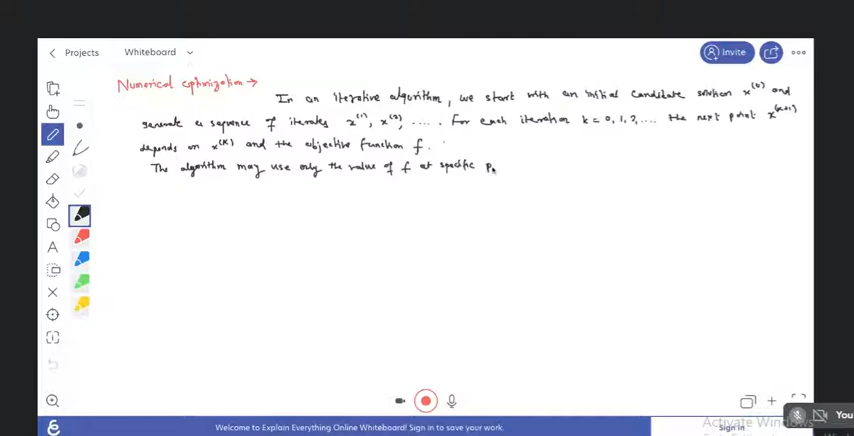 Projects
Whiteboard
Invite
Numerical optimization →
In an iterative algorithm, we start with an initial candidate solution x^(0) and
generate a sequence of iterates x^(1), x^(2), ..... For each iteration k = 0, 1, 2, .... the next point x^(k+1)
depends on x^(k) and the objective function f.
The algorithm may use only the value of f at specific p
A
Welcome to Explain Everything Online Whiteboard! Sign in to save your work.
Sign in
Activate Windows
You